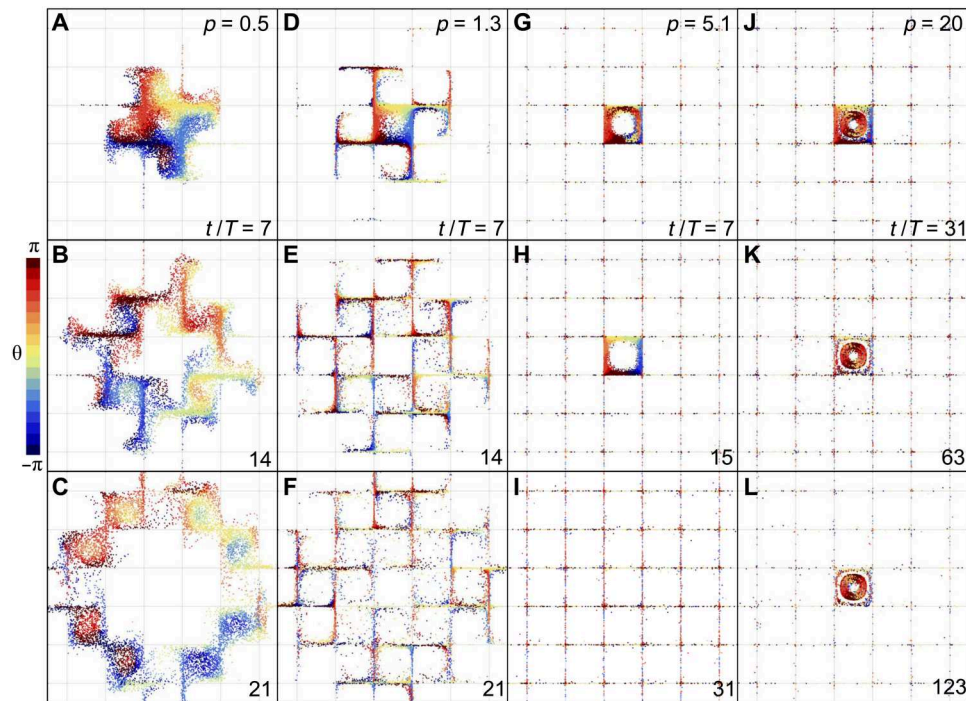 A p = 0.5 D p = 1.3 G p = 5.1 J p = 20
t/T = 7 t/T = 7 t/T = 7 t/T = 31
B E H K
π
θ
−π
14 14 15 63
C F I L
21 21 31 123